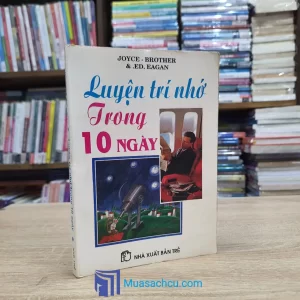 JOYCE - BROTHER
& .ED. EAGAN
Luyện trí nhớ
Trong
10 NGÀY
NHÀ XUẤT BẢN TRẺ
Muasachcu.com